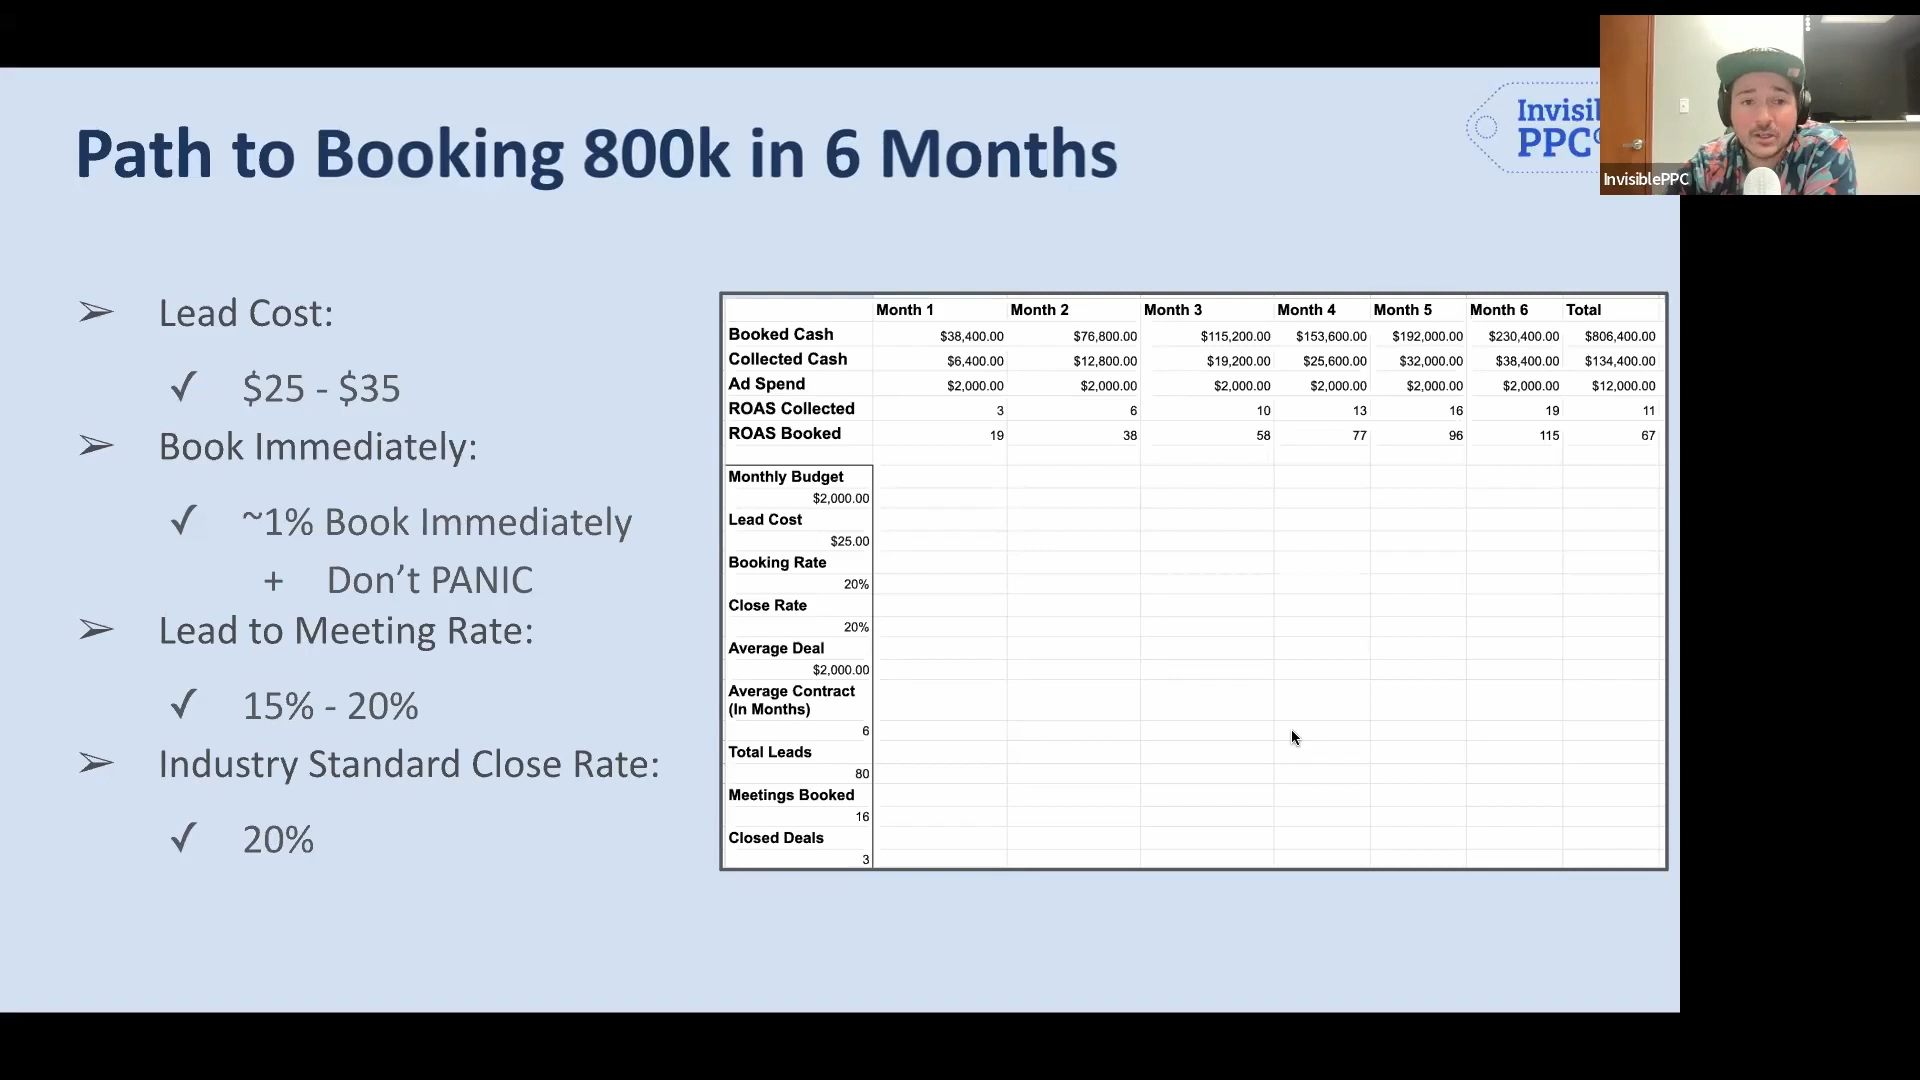 Path to Booking 800k in 6 Months
Invisi
PPC
InvisiblePPC
➢ Lead Cost:
✓ $25 - $35
➢ Book Immediately:
✓ ~1% Book Immediately
+ Don’t PANIC
➢ Lead to Meeting Rate:
✓ 15% - 20%
➢ Industry Standard Close Rate:
✓ 20%
Month 1 Month 2 Month 3 Month 4 Month 5 Month 6 Total
Booked Cash $38,400.00 $76,800.00 $115,200.00 $153,600.00 $192,000.00 $230,400.00 $806,400.00
Collected Cash $6,400.00 $12,800.00 $19,200.00 $25,600.00 $32,000.00 $38,400.00 $134,400.00
Ad Spend $2,000.00 $2,000.00 $2,000.00 $2,000.00 $2,000.00 $2,000.00 $12,000.00
ROAS Collected 3 6 10 13 16 19 11
ROAS Booked 19 38 58 77 96 115 67
Monthly Budget
$2,000.00
Lead Cost
$25.00
Booking Rate
20%
Close Rate
20%
Average Deal
$2,000.00
Average Contract
(In Months)
6
Total Leads
80
Meetings Booked
16
Closed Deals
3